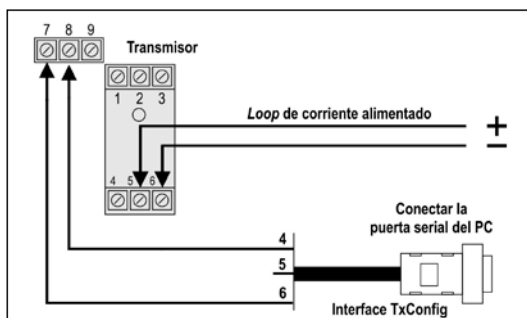 7 8 9
Transmisor
1 2 3
Loop de corriente alimentado
+
−
4 5 6
Conectar la
puerta serial del PC
4
5
6
Interface TxConfig